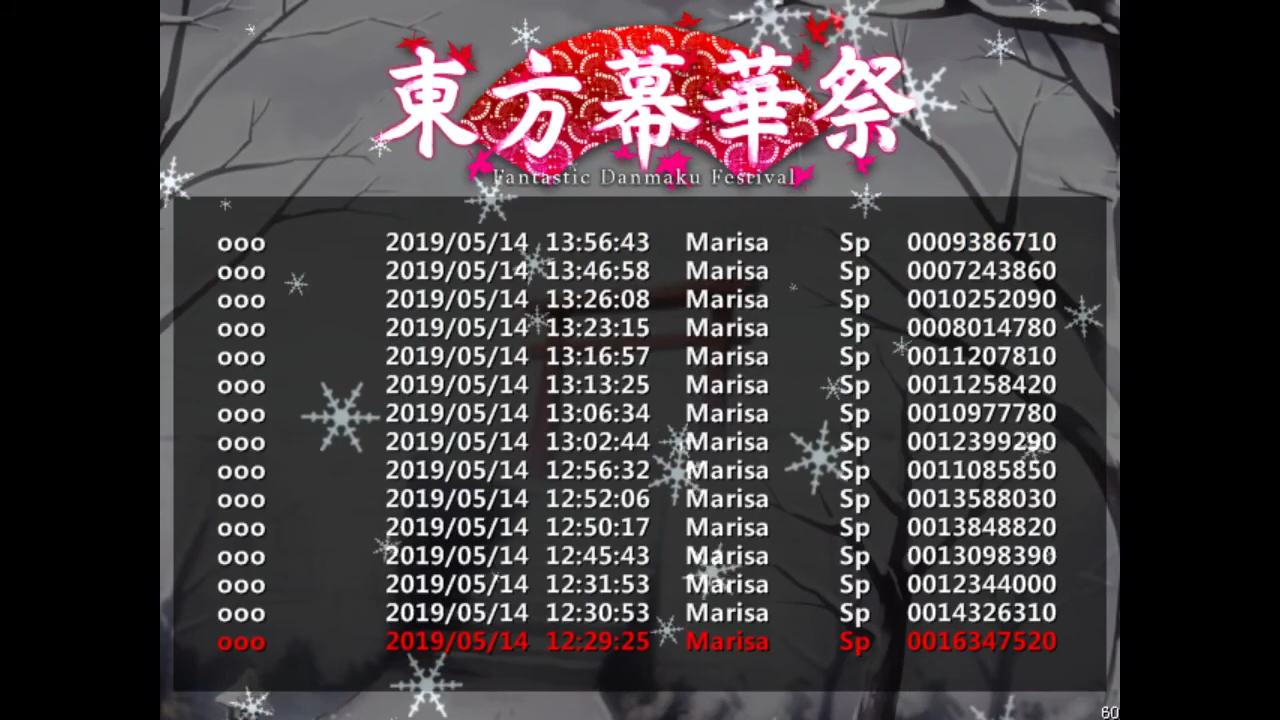 東方幕華祭
Fantastic Danmaku Festival
ooo 2019/05/14 13:56:43 Marisa Sp 0009386710
ooo 2019/05/14 13:46:58 Marisa Sp 0007243860
ooo 2019/05/14 13:26:08 Marisa Sp 0010252090
ooo 2019/05/14 13:23:15 Marisa Sp 0008014780
ooo 2019/05/14 13:16:57 Marisa Sp 0011207810
ooo 2019/05/14 13:13:25 Marisa Sp 0011258420
ooo 2019/05/14 13:06:34 Marisa Sp 0010977780
ooo 2019/05/14 13:02:44 Marisa Sp 0012399290
ooo 2019/05/14 12:56:32 Marisa Sp 0011085850
ooo 2019/05/14 12:52:06 Marisa Sp 0013588030
ooo 2019/05/14 12:50:17 Marisa Sp 0013848820
ooo 2019/05/14 12:45:43 Marisa Sp 0013098390
ooo 2019/05/14 12:31:53 Marisa Sp 0012344000
ooo 2019/05/14 12:30:53 Marisa Sp 0014326310
ooo 2019/05/14 12:29:25 Marisa Sp 0016347520
60